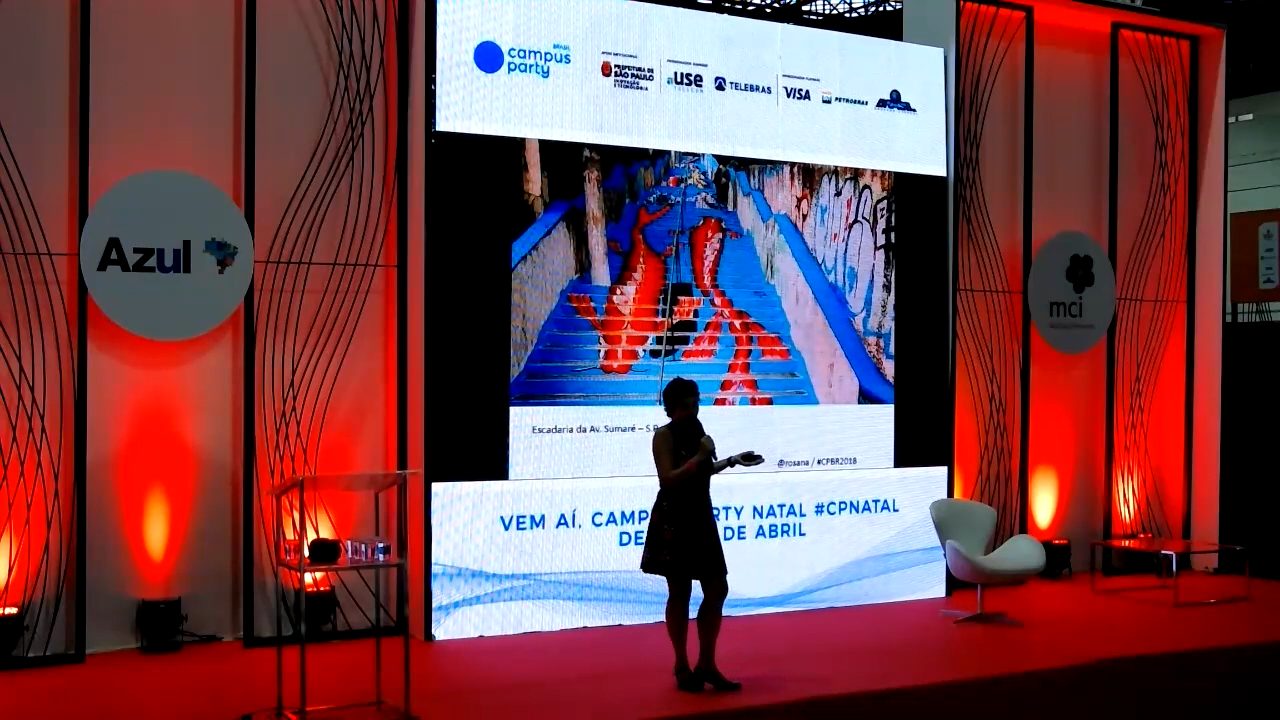 BRASIL
campus
party
PREFEITURA DE
SÃO PAULO
INOVAÇÃO
E TECNOLOGIA
USE
TELECOM
TELEBRAS
VISA
PETROBRAS
Azul
mci
Escadaria da Av. Sumaré – S.P
@rosana / #CPBR2018
VEM AÍ. CAMP RTY NATAL #CPNATAL
DE DE ABRIL